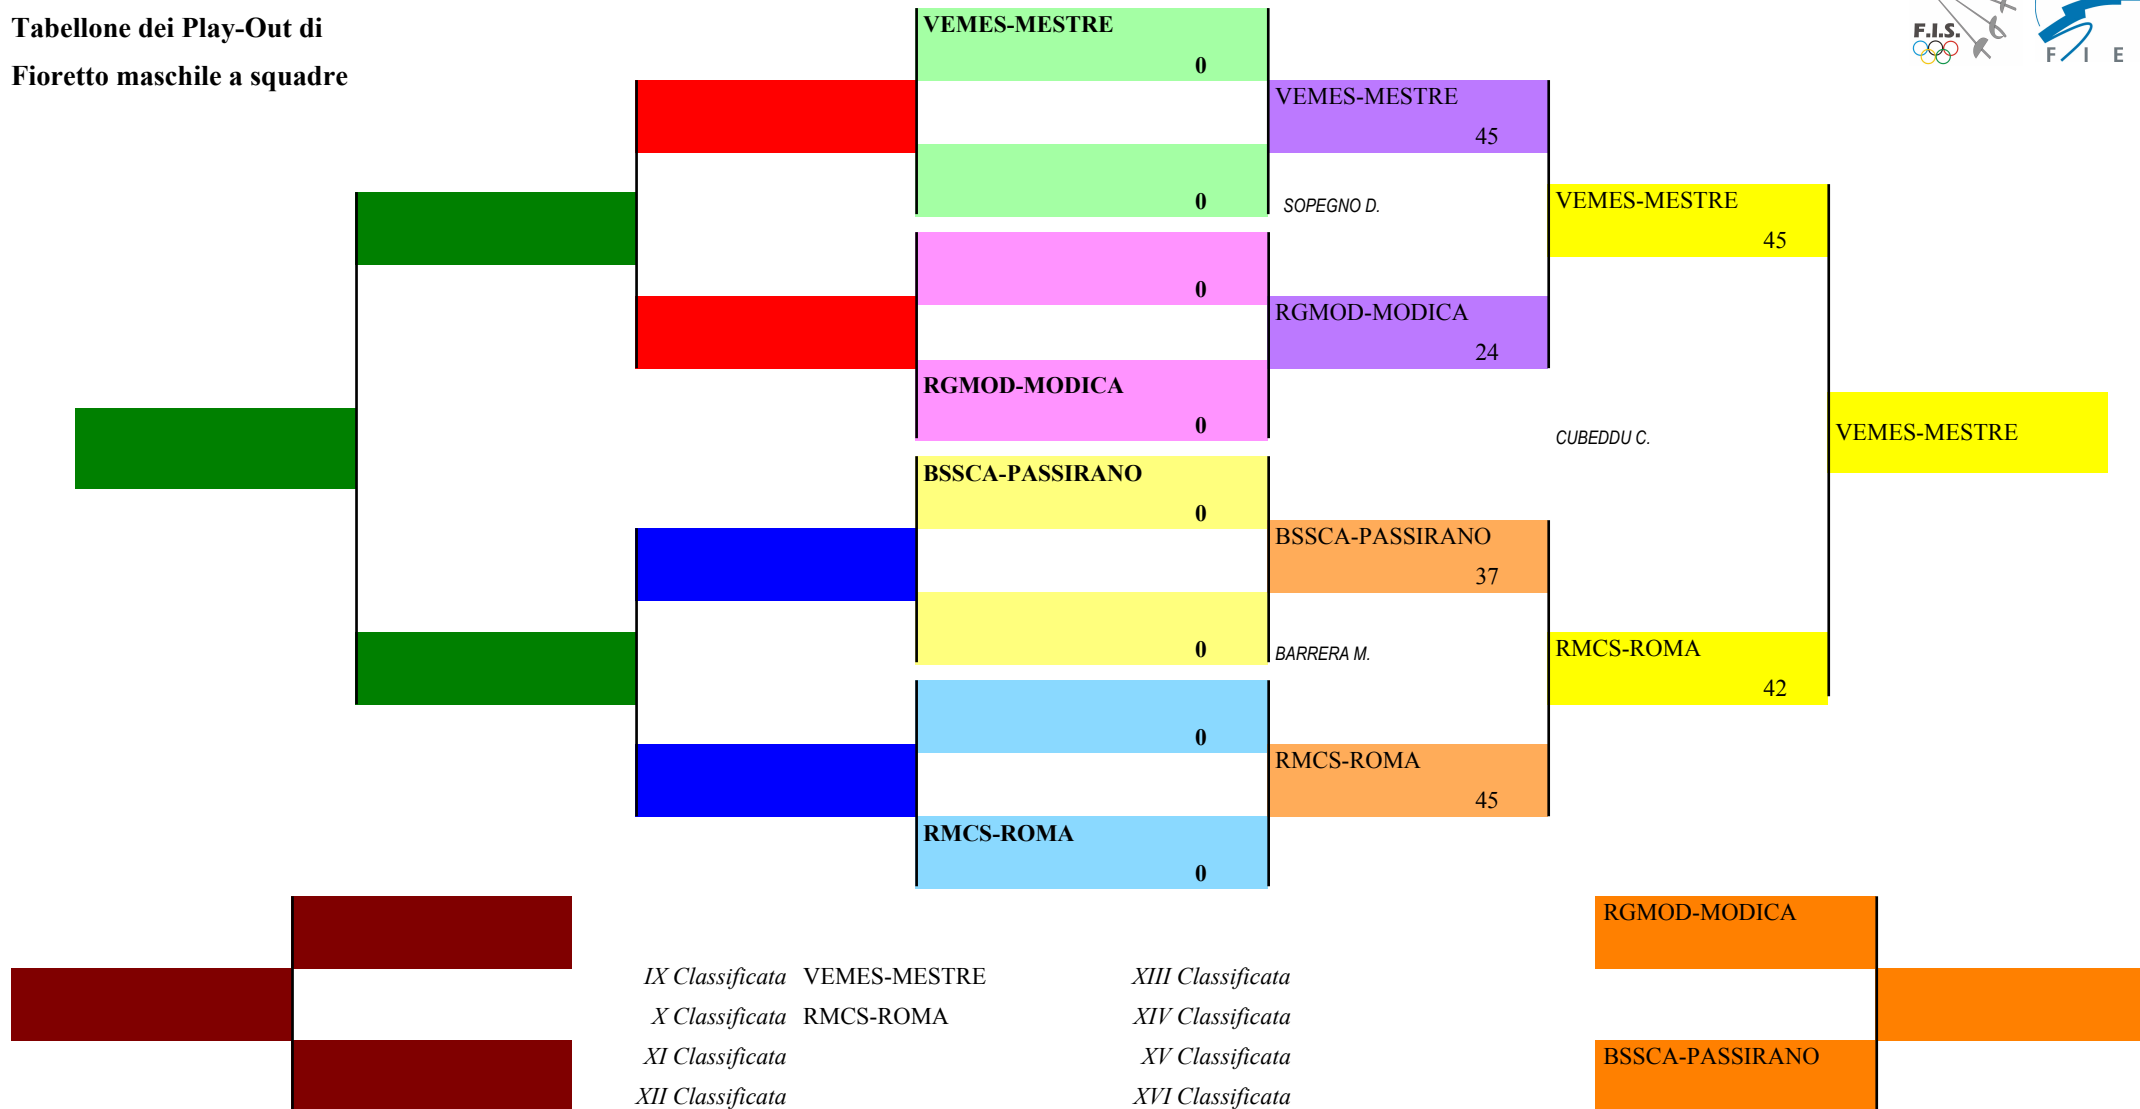 Tabellone dei Play-Out di
Fioretto maschile a squadre
F.I.S.
F I E
VEMES-MESTRE
0
0
0
RGMOD-MODICA
0
BSSCA-PASSIRANO
0
0
0
RMCS-ROMA
0
VEMES-MESTRE
45
SOPEGNO D.
RGMOD-MODICA
24
BSSCA-PASSIRANO
37
BARRERA M.
RMCS-ROMA
45
VEMES-MESTRE
45
CUBEDDU C.
RMCS-ROMA
42
VEMES-MESTRE
IX Classificata VEMES-MESTRE
X Classificata RMCS-ROMA
XI Classificata
XII Classificata
XIII Classificata
XIV Classificata
XV Classificata
XVI Classificata
RGMOD-MODICA
BSSCA-PASSIRANO